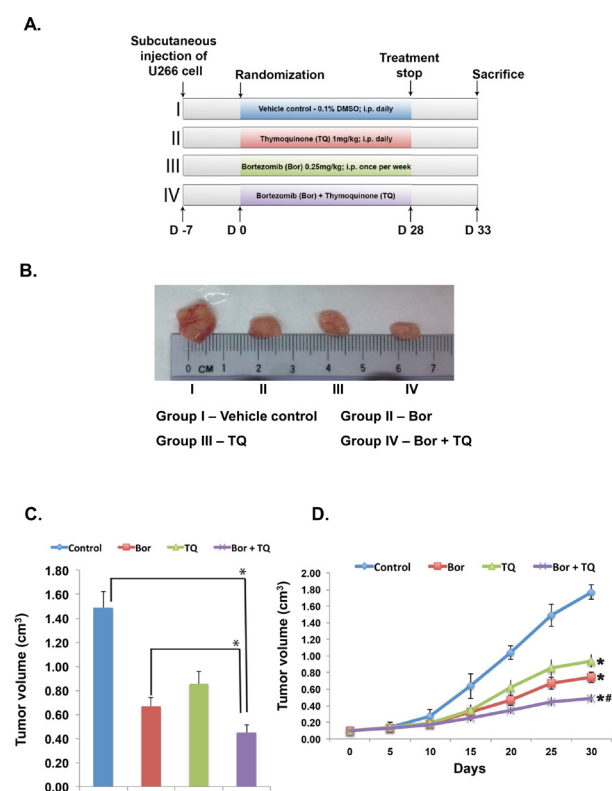 A.
Subcutaneous
injection of
U266 cell
Randomization
Treatment
stop
Sacrifice
I
Vehicle control - 0.1% DMSO; i.p. daily
II
Thymoquinone (TQ) 1mg/kg; i.p. daily
III
Bortezomib (Bor) 0.25mg/kg; i.p. once per week
IV
Bortezomib (Bor) + Thymoquinone (TQ)
D -7 D 0 D 28 D 33
B.
0 CM 1 2 3 4 5 6 7
I II III IV
Group I – Vehicle control Group II – Bor
Group III – TQ Group IV – Bor + TQ
C.
Control Bor TQ Bor + TQ
Tumor volume (cm3)
1.80
1.60
1.40
1.20
1.00
0.80
0.60
0.40
0.20
0.00
*
*
D.
Control Bor TQ Bor + TQ
Tumor volume (cm3)
2.00
1.80
1.60
1.40
1.20
1.00
0.80
0.60
0.40
0.20
0.00
*
*
*#
0 5 10 15 20 25 30
Days